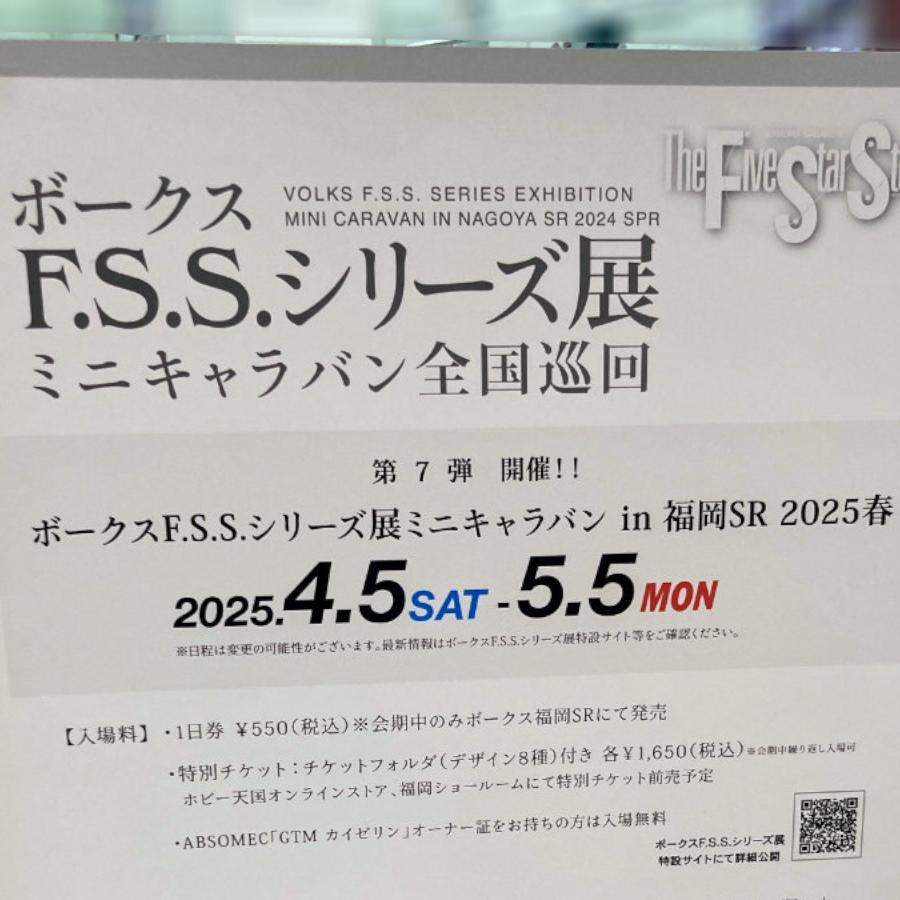 The Five Star St
ボークス
VOLKS F.S.S. SERIES EXHIBITION
MINI CARAVAN IN NAGOYA SR 2024 SPR
F.S.S.シリーズ展
ミニキャラバン全国巡回
第7弾 開催!!
ボークスF.S.S.シリーズ展ミニキャラバン in 福岡SR 2025春
2025.4.5 SAT - 5.5 MON
※日程は変更の可能性がございます。最新情報はボークスF.S.S.シリーズ展特設サイト等をご確認ください。
【入場料】・1日券 ¥550(税込)※会期中のみボークス福岡SRにて発売
・特別チケット:チケットフォルダ(デザイン8種)付き 各¥1,650(税込)※会期中繰り返し入場可
ホビー天国オンラインストア、福岡ショールームにて特別チケット前売予定
・ABSOMEC「GTM カイゼリン」オーナー証をお持ちの方は入場無料
ボークスF.S.S.シリーズ展
特設サイトにて詳細公開